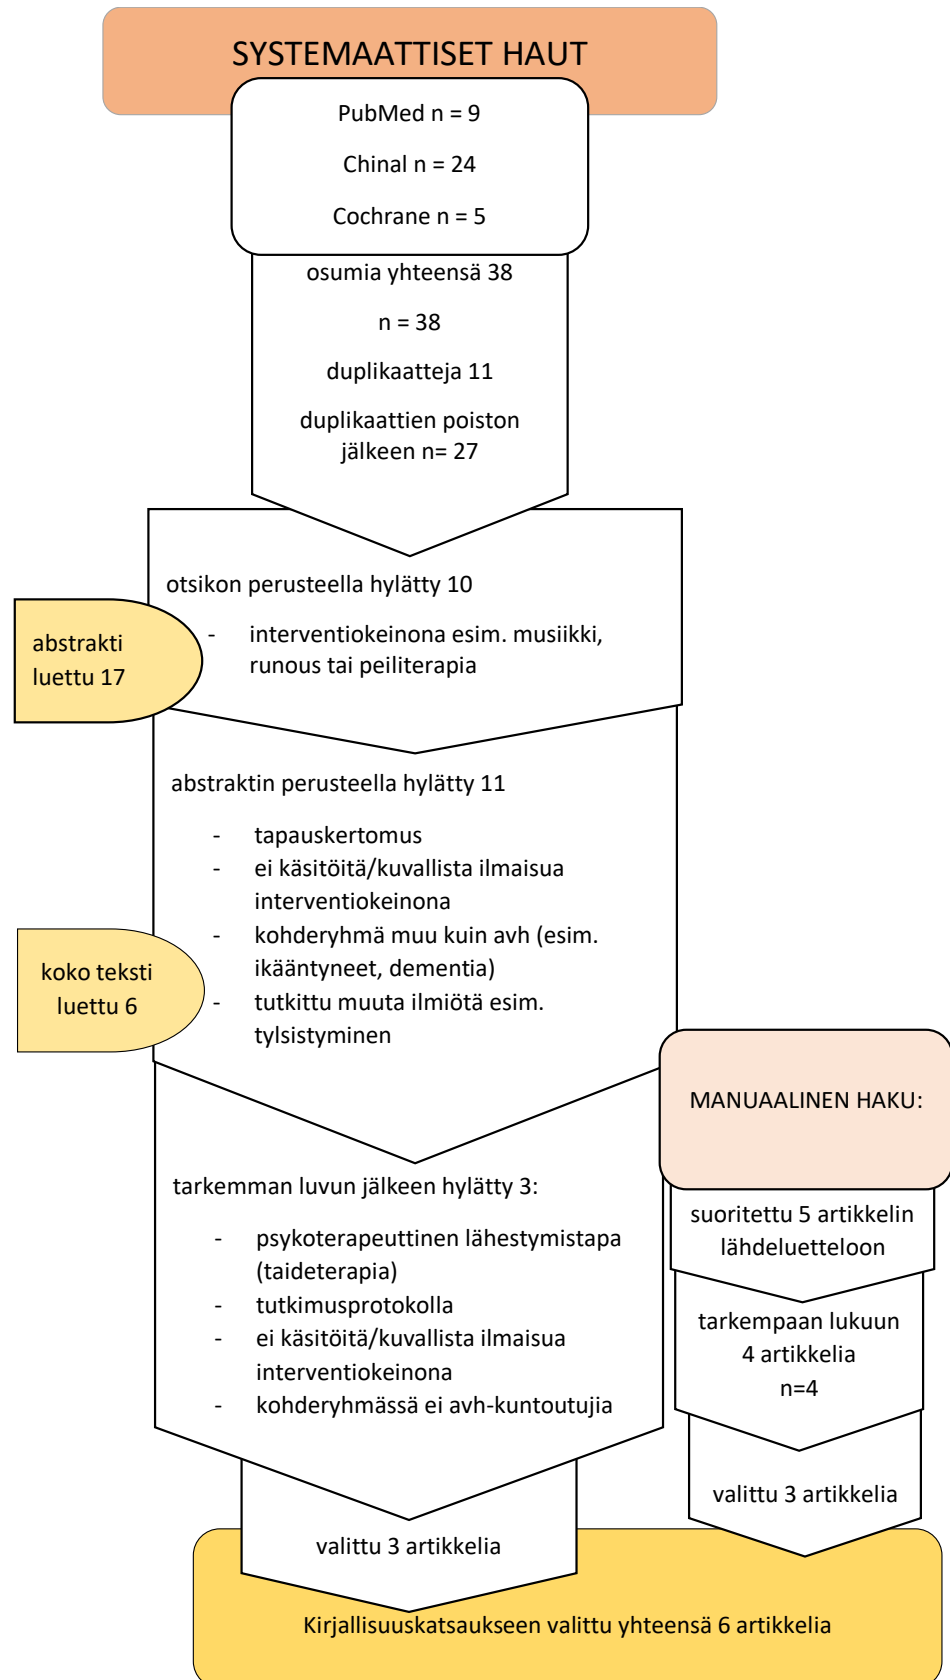 SYSTEMAATTISET HAUT
PubMed n = 9
Chinal n = 24
Cochrane n = 5
osumia yhteensä 38
n = 38
duplikaatteja 11
duplikaattien poiston
jälkeen n= 27
otsikon perusteella hylätty 10
- interventiokeinona esim. musiikki,
runous tai peiliterapia
abstrakti
luettu 17
abstraktin perusteella hylätty 11
- tapauskertomus
- ei käsitöitä/kuvallista ilmaisua
interventiokeinona
- kohderyhmä muu kuin avh (esim.
ikääntyneet, dementia)
- tutkittu muuta ilmiötä esim.
tylsistyminen
koko teksti
luettu 6
tarkemman luvun jälkeen hylätty 3:
- psykoterapeuttinen lähestymistapa
(taideterapia)
- tutkimusprotokolla
- ei käsitöitä/kuvallista ilmaisua
interventiokeinona
- kohderyhmässä ei avh-kuntoutujia
valittu 3 artikkelia
MANUAALINEN HAKU:
suoritettu 5 artikkelin
lähdeluetteloon
tarkempaan lukuun
4 artikkelia
n=4
valittu 3 artikkelia
Kirjallisuuskatsaukseen valittu yhteensä 6 artikkelia